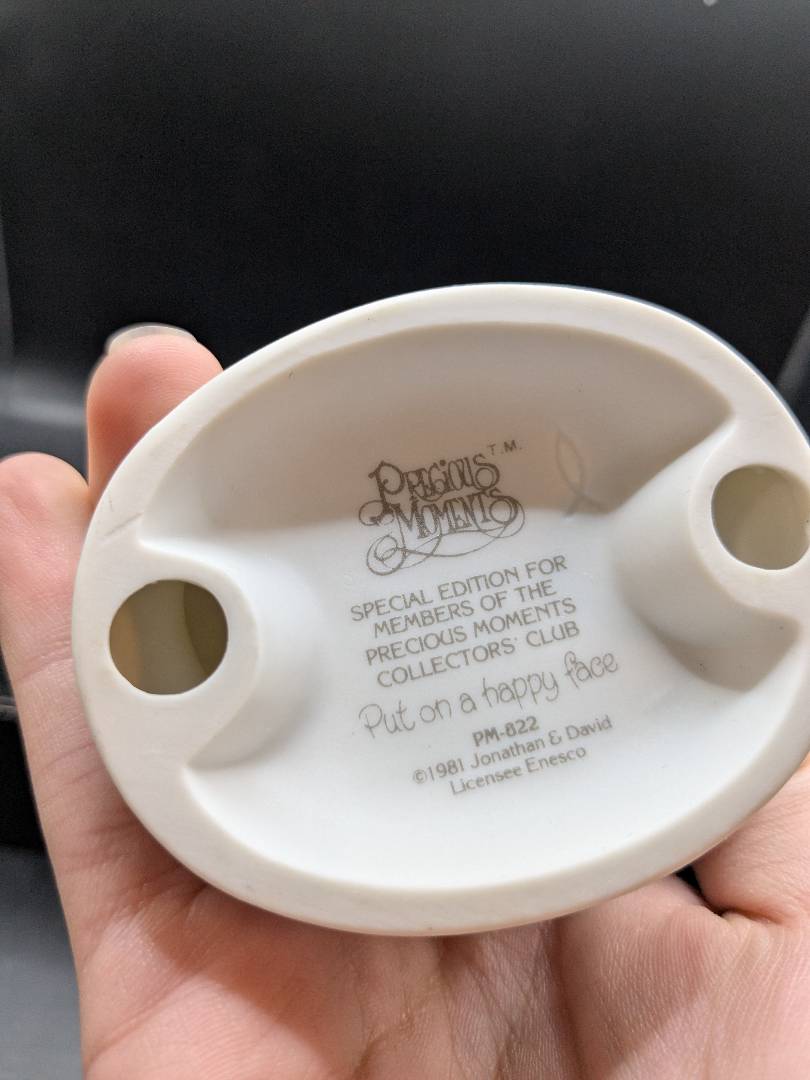 PRECIOUS T.M.
MOMENTS
SPECIAL EDITION FOR
MEMBERS OF THE
PRECIOUS MOMENTS
COLLECTORS' CLUB
Put on a happy face
PM-822
©1981 Jonathan & David
Licensee Enesco